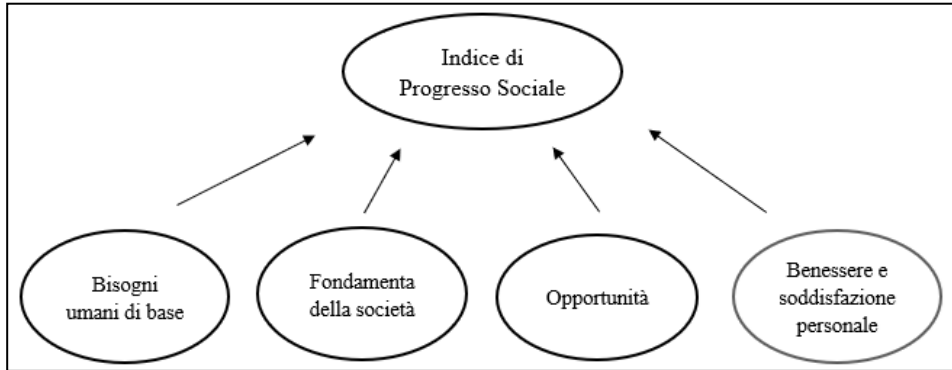 Indice di
Progresso Sociale
Bisogni
umani di base
Fondamenta
della società
Opportunità
Benessere e
soddisfazione
personale